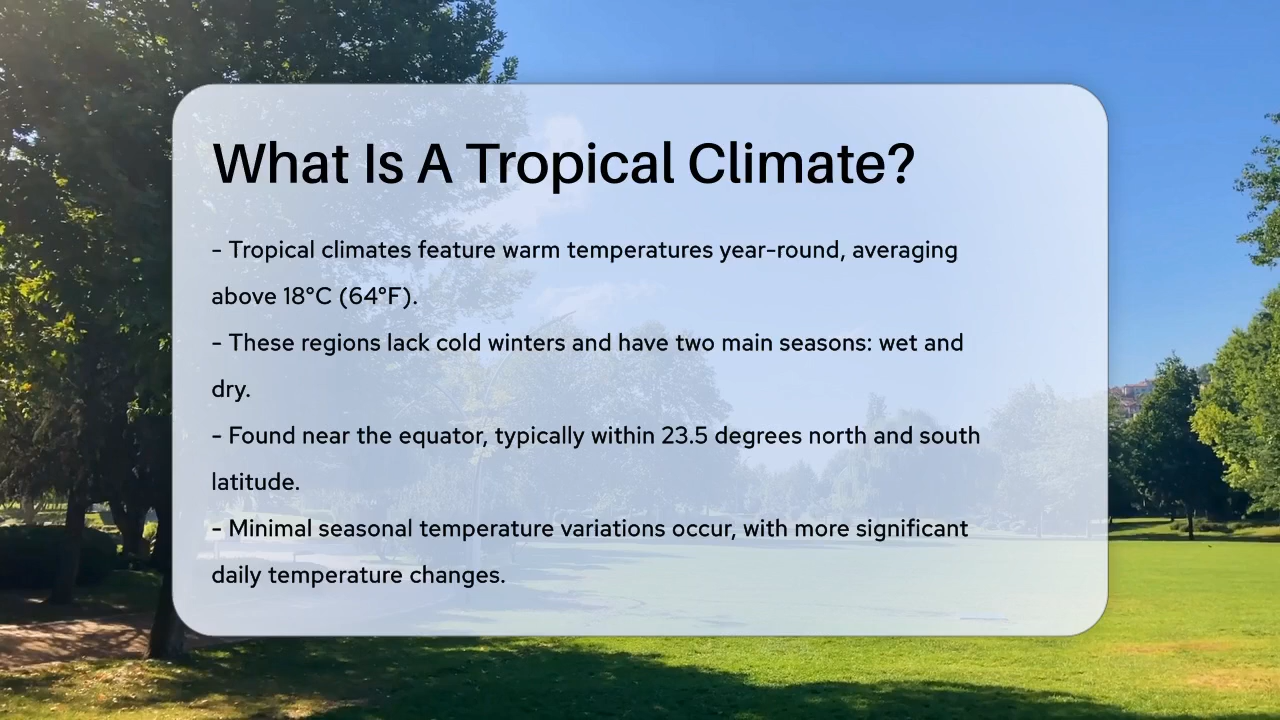 What Is A Tropical Climate?
- Tropical climates feature warm temperatures year-round, averaging
above 18°C (64°F).
- These regions lack cold winters and have two main seasons: wet and
dry.
- Found near the equator, typically within 23.5 degrees north and south
latitude.
- Minimal seasonal temperature variations occur, with more significant
daily temperature changes.